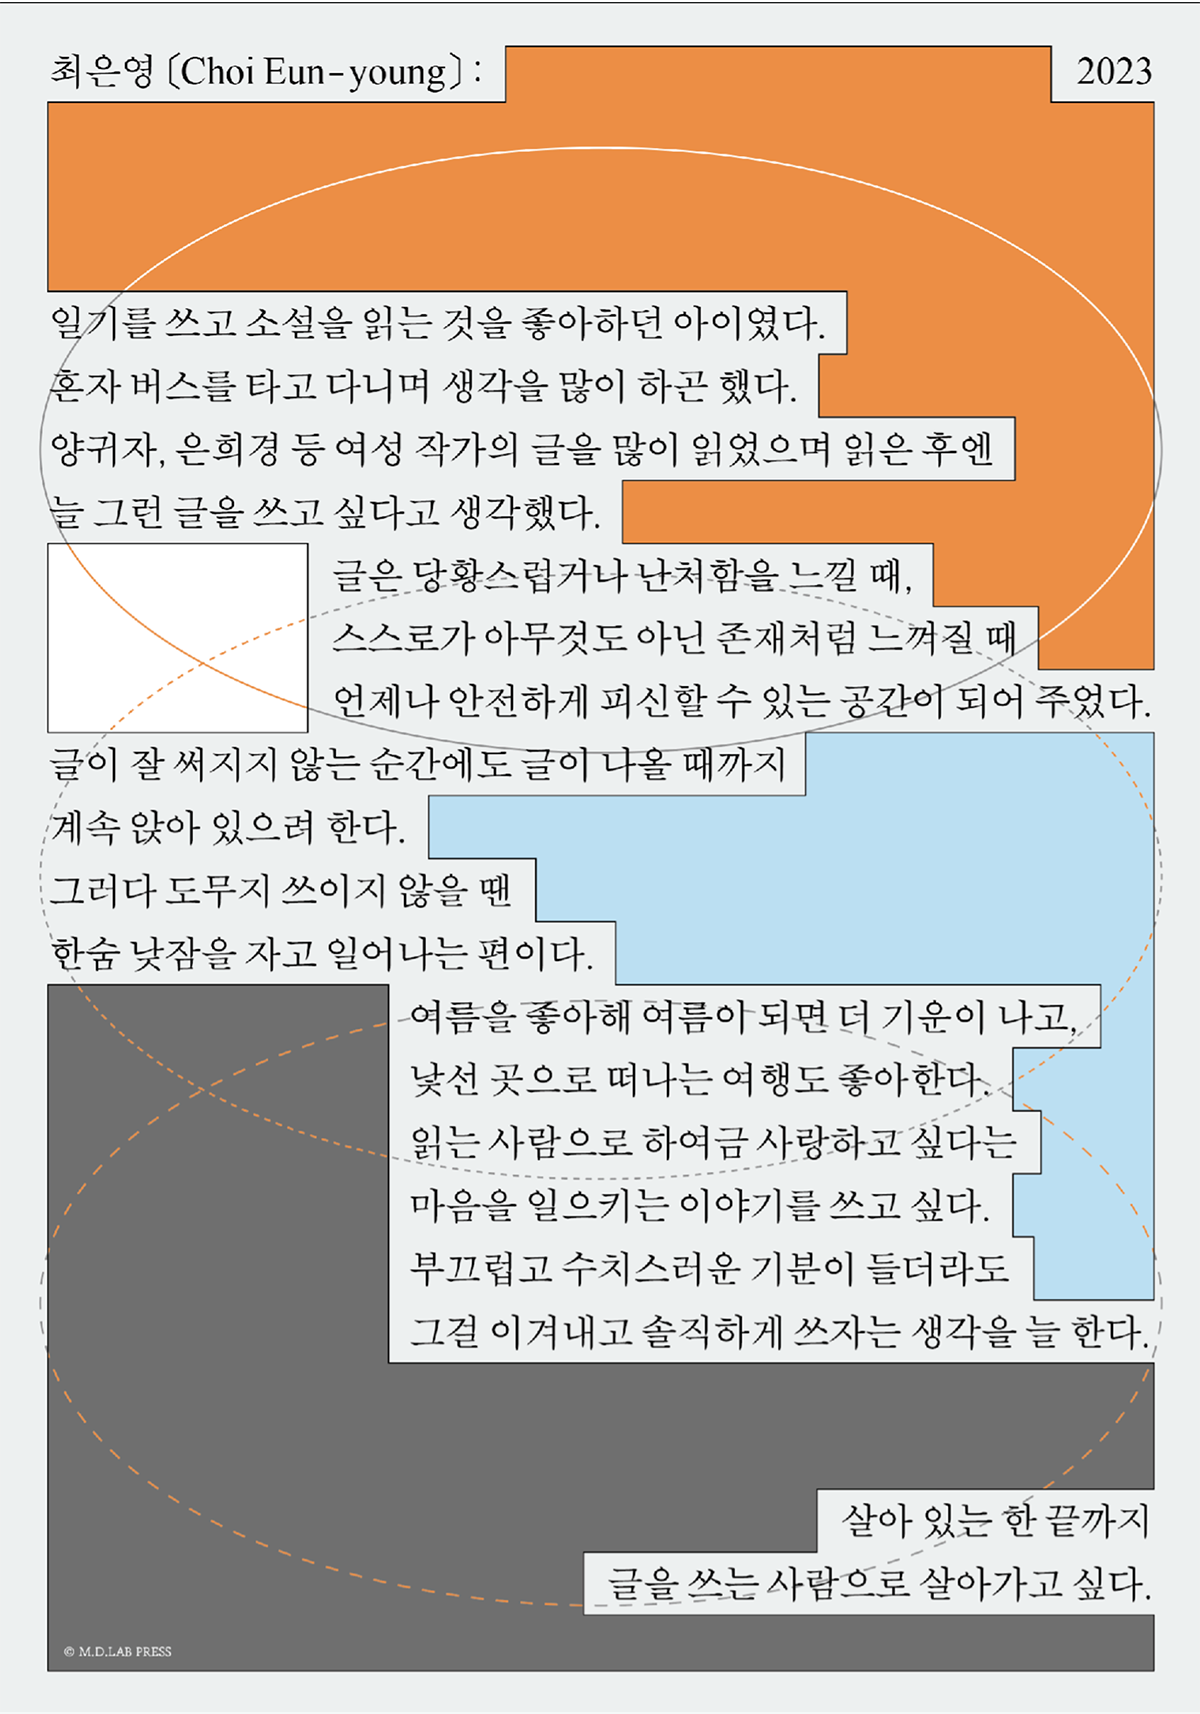 최은영〔Choi Eun-young〕:
2023
일기를 쓰고 소설을 읽는 것을 좋아하던 아이였다.
혼자 버스를 타고 다니며 생각을 많이 하곤 했다.
양귀자, 은희경 등 여성 작가의 글을 많이 읽었으며 읽은 후엔
늘 그런 글을 쓰고 싶다고 생각했다.
글은 당황스럽거나 난처함을 느낄 때,
스스로가 아무것도 아닌 존재처럼 느껴질 때
언제나 안전하게 피신할 수 있는 공간이 되어 주었다.
글이 잘 써지지 않는 순간에도 글이 나올 때까지
계속 앉아 있으려 한다.
그러다 도무지 쓰이지 않을 땐
한숨 낮잠을 자고 일어나는 편이다.
여름을 좋아해 여름이 되면 더 기운이 나고,
낯선 곳으로 떠나는 여행도 좋아한다.
읽는 사람으로 하여금 사랑하고 싶다는
마음을 일으키는 이야기를 쓰고 싶다.
부끄럽고 수치스러운 기분이 들더라도
그걸 이겨내고 솔직하게 쓰자는 생각을 늘 한다.
살아 있는 한 끝까지
글을 쓰는 사람으로 살아가고 싶다.
© M.D.LAB PRESS